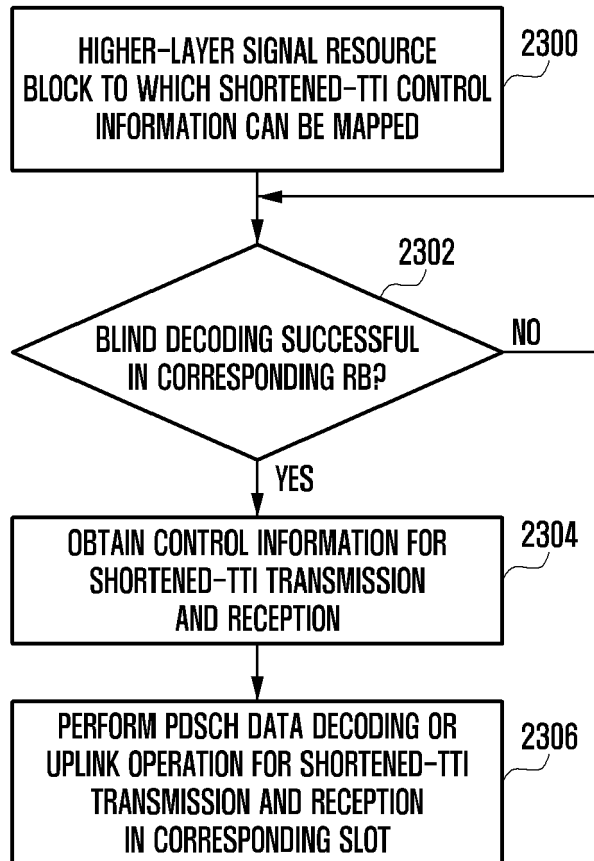 HIGHER-LAYER SIGNAL RESOURCE
BLOCK TO WHICH SHORTENED-TTI CONTROL
INFORMATION CAN BE MAPPED
2300
2302
BLIND DECODING SUCCESSFUL
IN CORRESPONDING RB?
NO
YES
OBTAIN CONTROL INFORMATION FOR
SHORTENED-TTI TRANSMISSION
AND RECEPTION
2304
PERFORM PDSCH DATA DECODING OR
UPLINK OPERATION FOR SHORTENED-TTI
TRANSMISSION AND RECEPTION
IN CORRESPONDING SLOT
2306